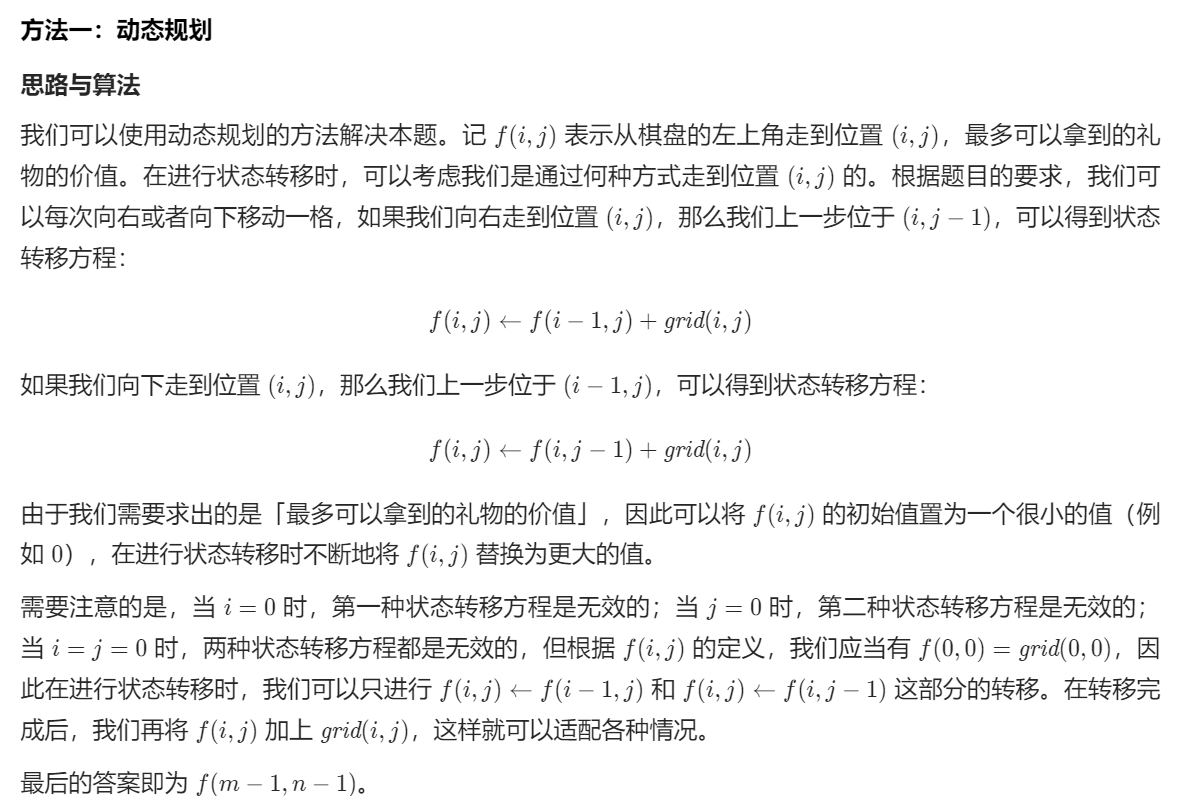 方法一：动态规划
思路与算法
我们可以使用动态规划的方法解决本题。记 f(i, j) 表示从棋盘的左上角走到位置 (i, j)，最多可以拿到的礼
物的价值。在进行状态转移时，可以考虑我们是通过何种方式走到位置 (i, j) 的。根据题目的要求，我们可
以每次向右或者向下移动一格，如果我们向右走到位置 (i, j)，那么我们上一步位于 (i, j − 1)，可以得到状态
转移方程：
f(i, j) ← f(i − 1, j) + grid(i, j)
如果我们向下走到位置 (i, j)，那么我们上一步位于 (i − 1, j)，可以得到状态转移方程：
f(i, j) ← f(i, j − 1) + grid(i, j)
由于我们需要求出的是「最多可以拿到的礼物的价值」，因此可以将 f(i, j) 的初始值置为一个很小的值（例
如 0），在进行状态转移时不断地将 f(i, j) 替换为更大的值。
需要注意的是，当 i = 0 时，第一种状态转移方程是无效的；当 j = 0 时，第二种状态转移方程是无效的；
当 i = j = 0 时，两种状态转移方程都是无效的，但根据 f(i, j) 的定义，我们应当有 f(0, 0) = grid(0, 0)，因
此在进行状态转移时，我们可以只进行 f(i, j) ← f(i − 1, j) 和 f(i, j) ← f(i, j − 1) 这部分的转移。在转移完
成后，我们再将 f(i, j) 加上 grid(i, j)，这样就可以适配各种情况。
最后的答案即为 f(m − 1, n − 1)。